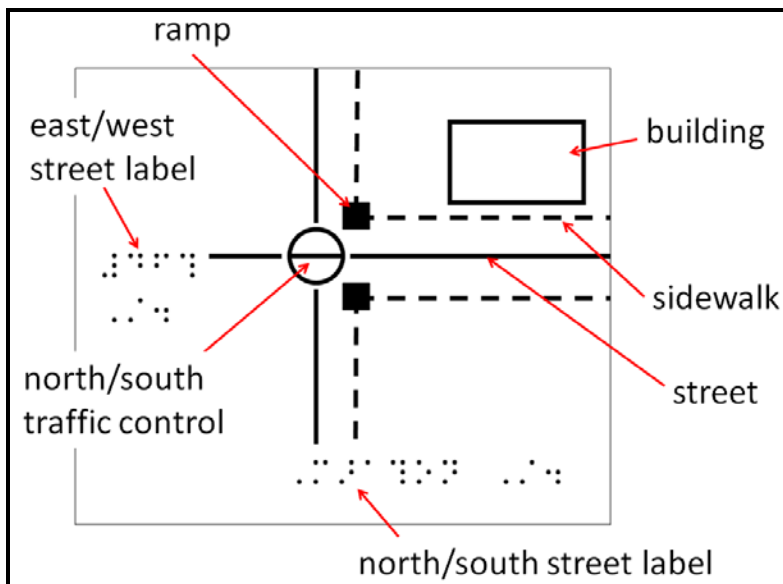 ramp
east/west
street label
building
sidewalk
north/south
traffic control
street
north/south street label